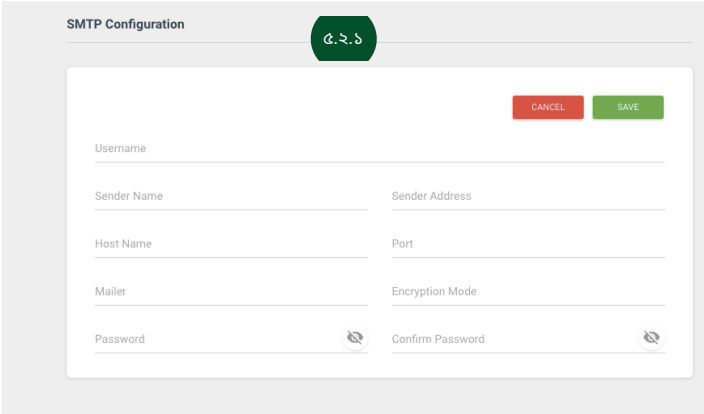 SMTP Configuration
৫.২.১
CANCEL SAVE
Username
Sender Name Sender Address
Host Name Port
Mailer Encryption Mode
Password Confirm Password